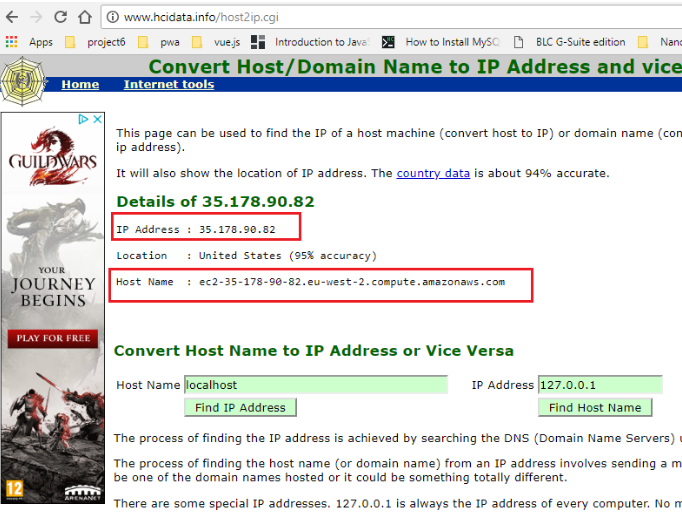 www.hcidata.info/host2ip.cgi
Apps project6 pwa vue.js Introduction to Java How to Install MySQ BLC G-Suite edition Nano
Convert Host/Domain Name to IP Address and vice
Home Internet tools
GUILD WARS 2
YOUR
JOURNEY
BEGINS
PLAY FOR FREE
12
ARENANET
This page can be used to find the IP of a host machine (convert host to IP) or domain name (con
ip address).
It will also show the location of IP address. The country data is about 94% accurate.
Details of 35.178.90.82
IP Address : 35.178.90.82
Location : United States (95% accuracy)
Host Name : ec2-35-178-90-82.eu-west-2.compute.amazonaws.com
Convert Host Name to IP Address or Vice Versa
Host Name localhost IP Address 127.0.0.1
Find IP Address Find Host Name
The process of finding the IP address is achieved by searching the DNS (Domain Name Servers) u
The process of finding the host name (or domain name) from an IP address involves sending a m
be one of the domain names hosted or it could be something totally different.
There are some special IP addresses. 127.0.0.1 is always the IP address of every computer. No m